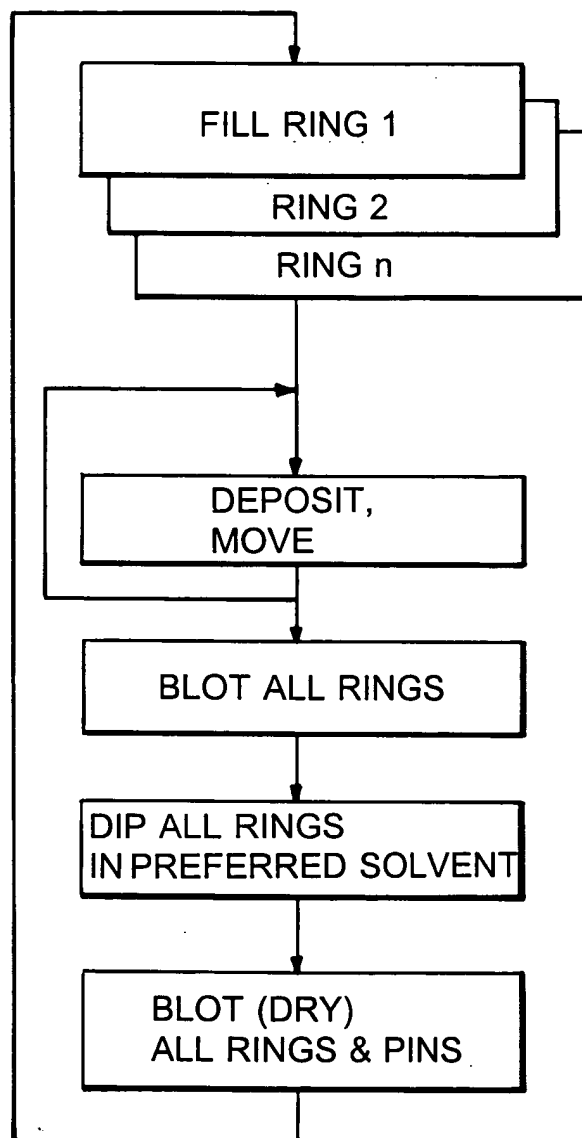 FILL RING 1
RING 2
RING n
DEPOSIT,
MOVE
BLOT ALL RINGS
DIP ALL RINGS
IN PREFERRED SOLVENT
BLOT (DRY)
ALL RINGS & PINS